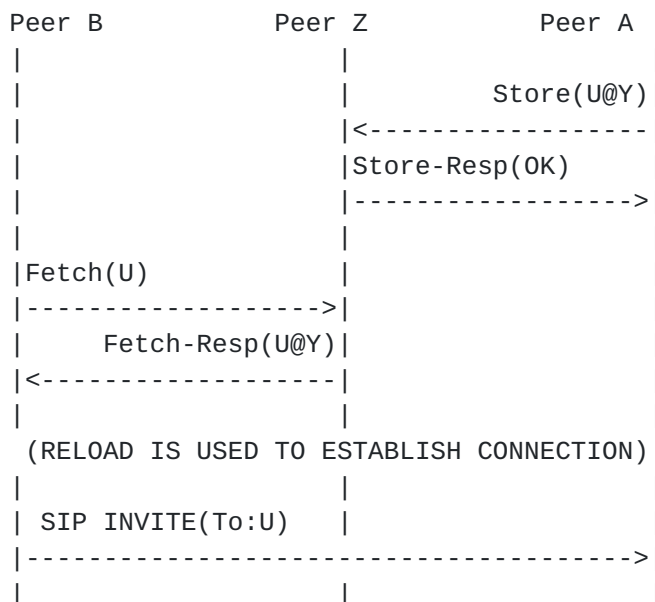 Peer B Peer Z Peer A
| |
| | Store(U@Y)
| |<------------------
| |Store-Resp(OK)
| |------------------>
| |
|Fetch(U) |
|------------------->|
| Fetch-Resp(U@Y)|
|<-------------------|
| |
(RELOAD IS USED TO ESTABLISH CONNECTION)
| |
| SIP INVITE(To:U) |
|--------------------------------------->
| |